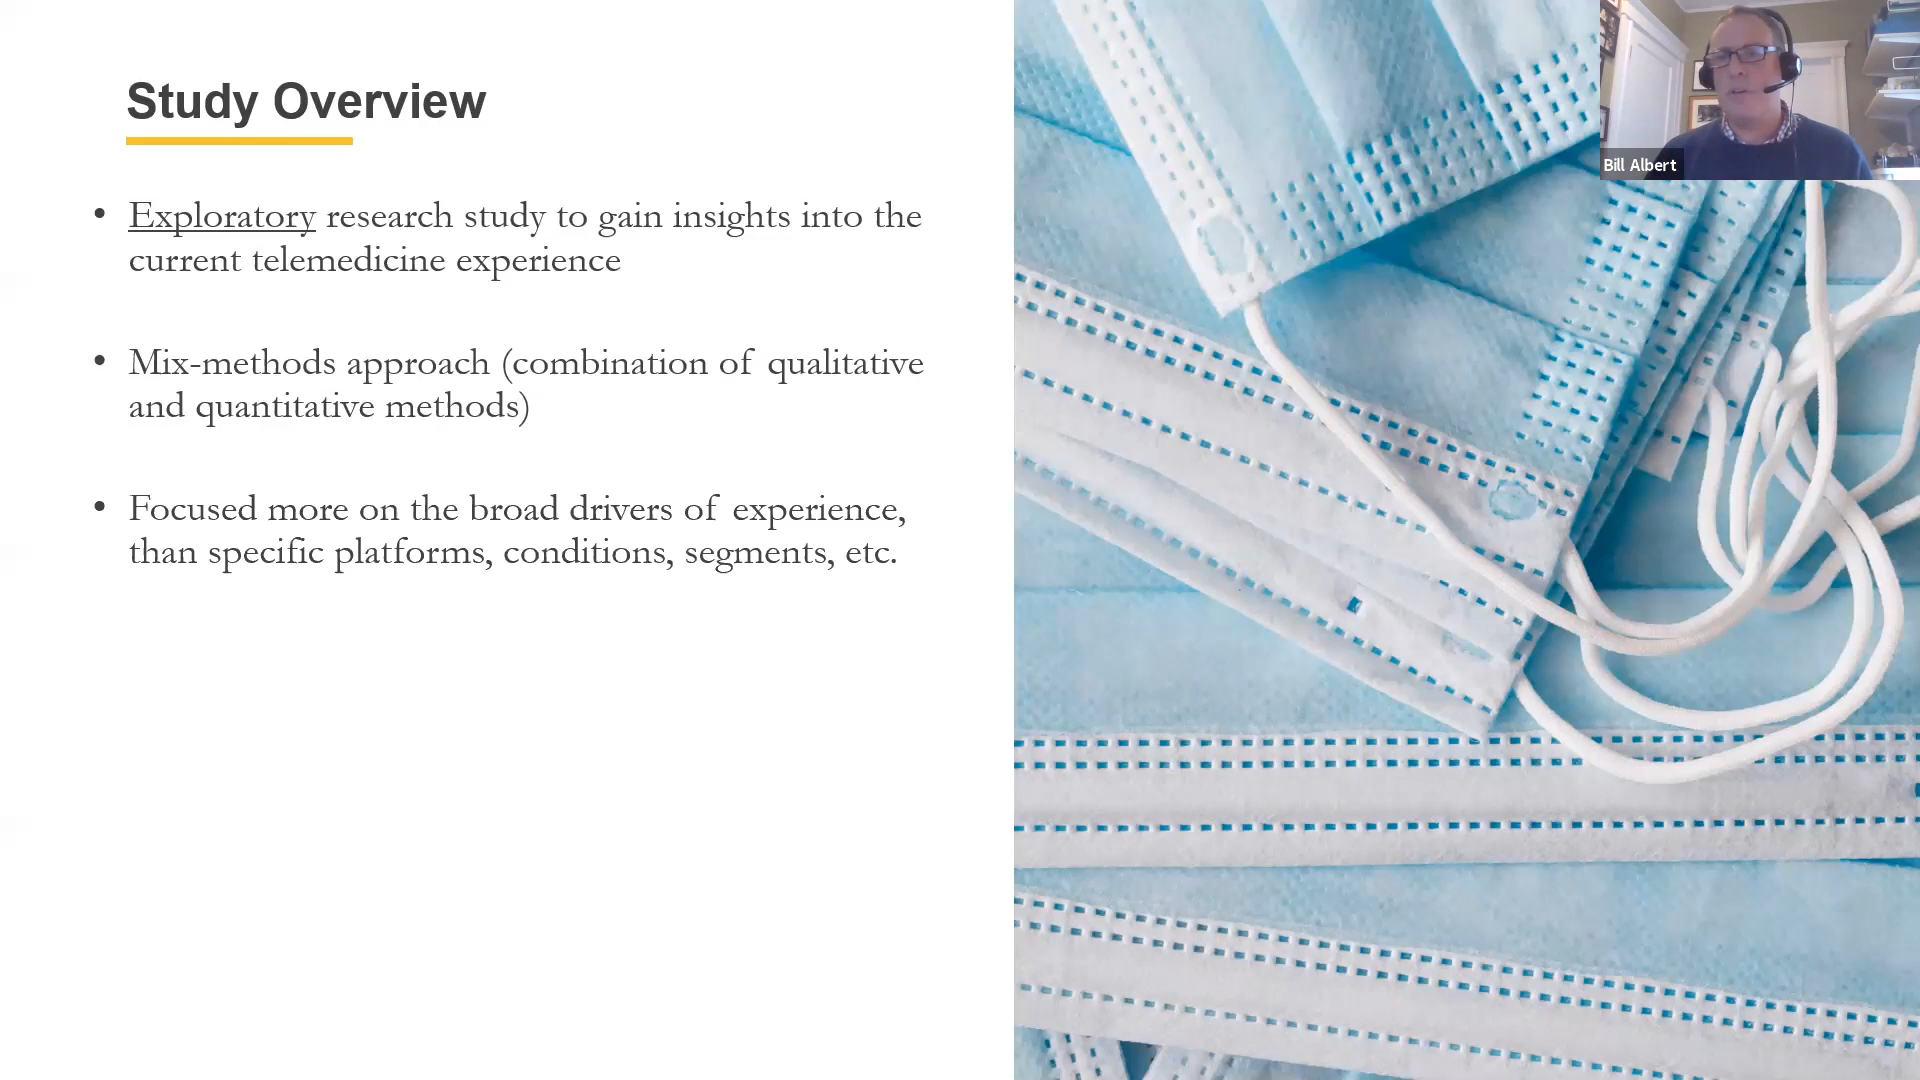 Study Overview
• Exploratory research study to gain insights into the
current telemedicine experience
• Mix-methods approach (combination of qualitative
and quantitative methods)
• Focused more on the broad drivers of experience,
than specific platforms, conditions, segments, etc.
Bill Albert